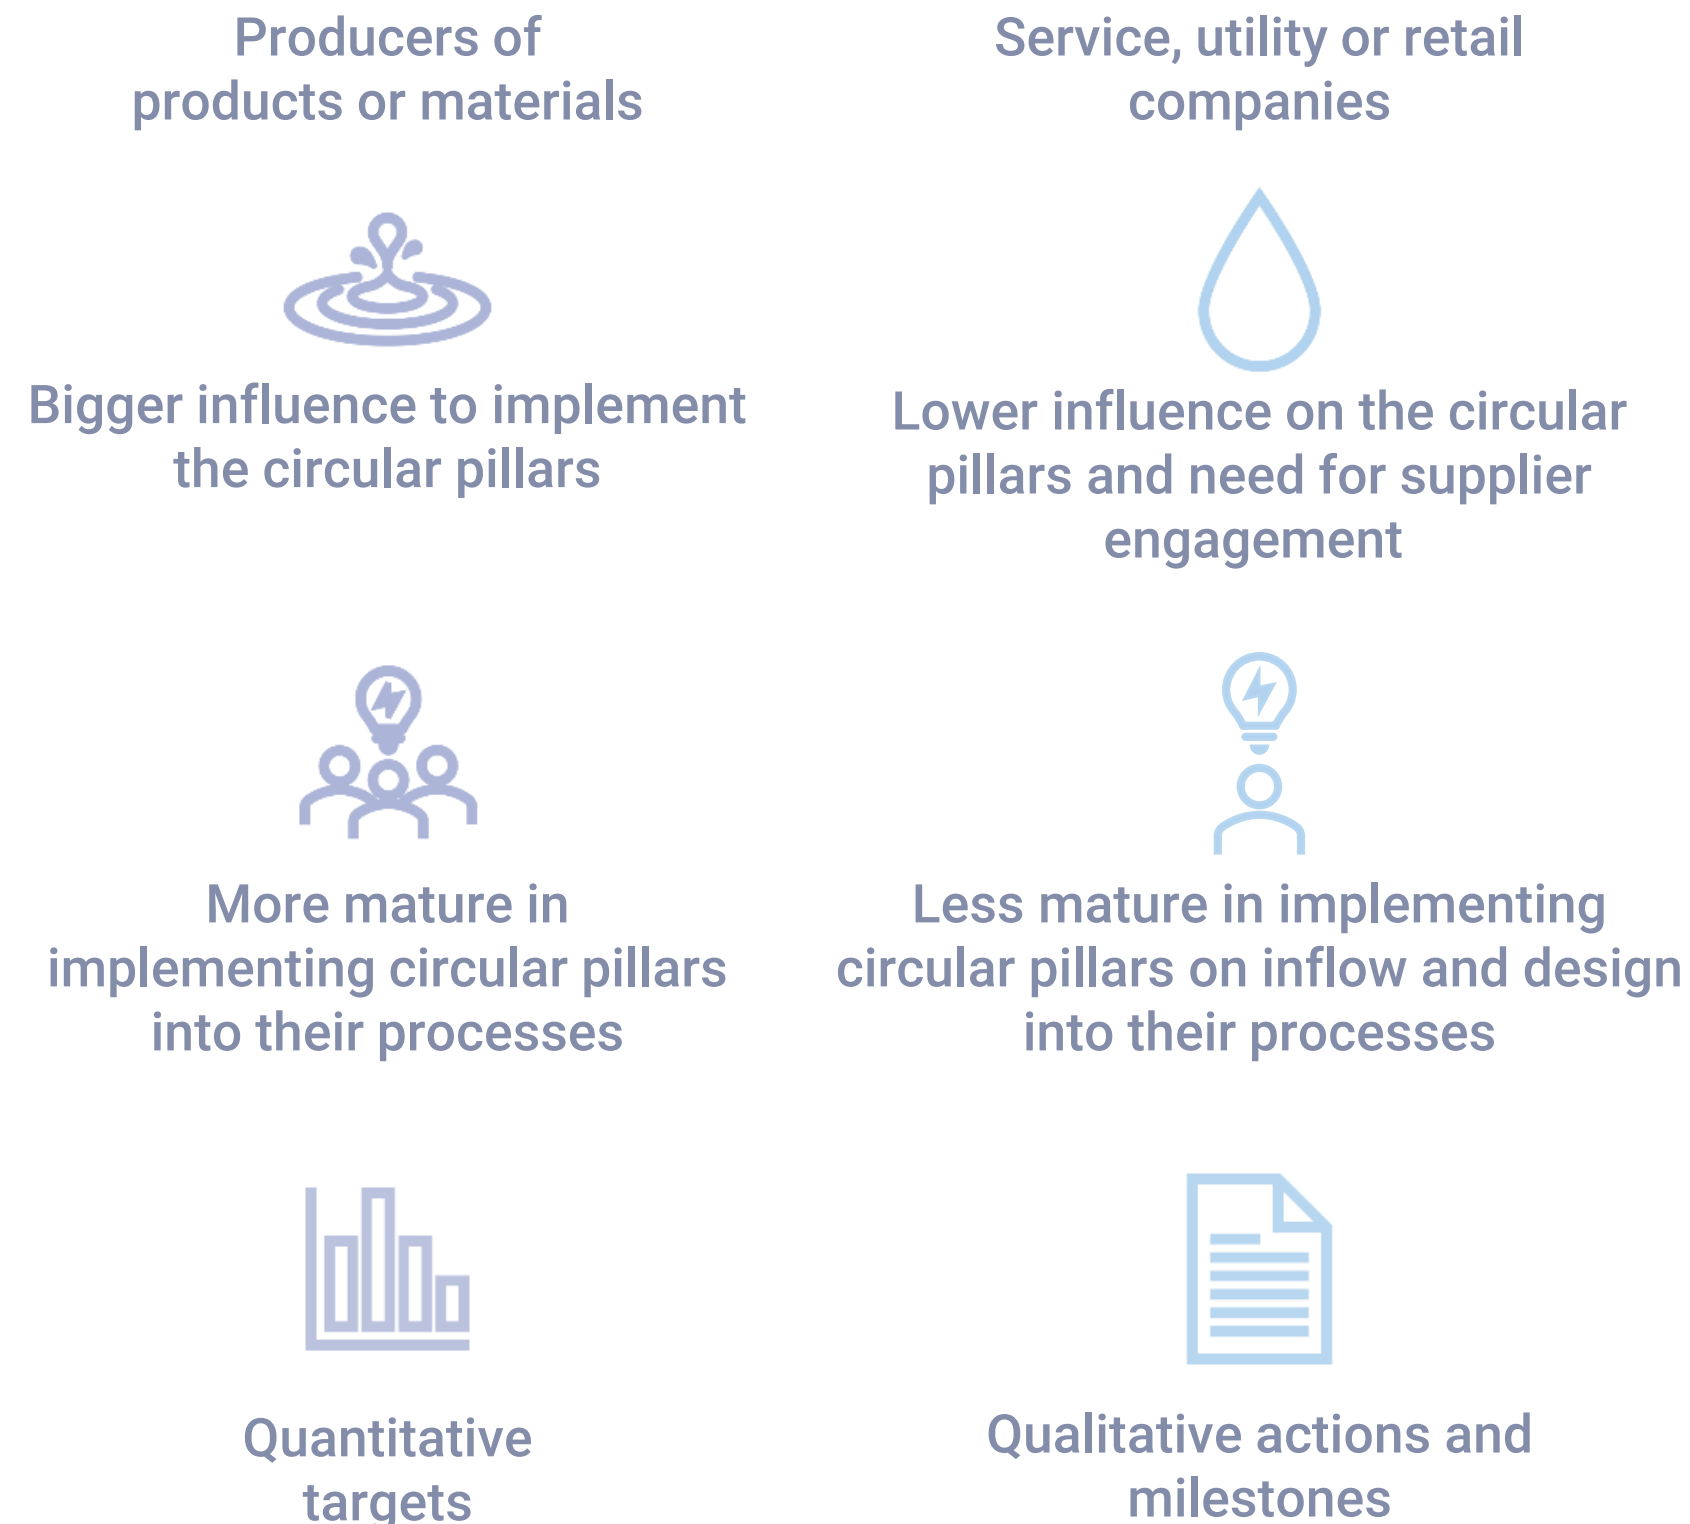 Producers of
products or materials
Service, utility or retail
companies
Bigger influence to implement
the circular pillars
Lower influence on the circular
pillars and need for supplier
engagement
More mature in
implementing circular pillars
into their processes
Less mature in implementing
circular pillars on inflow and design
into their processes
Quantitative
targets
Qualitative actions and
milestones